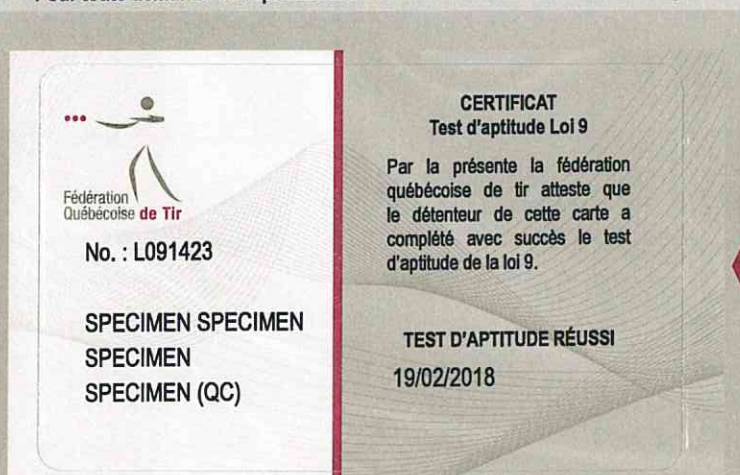 Fédération
Québécoise de Tir
No. : L091423
SPECIMEN SPECIMEN
SPECIMEN
SPECIMEN (QC)
CERTIFICAT
Test d'aptitude Loi 9
Par la présente la fédération
québécoise de tir atteste que
le détenteur de cette carte a
complété avec succès le test
d'aptitude de la loi 9.
TEST D'APTITUDE RÉUSSI
19/02/2018